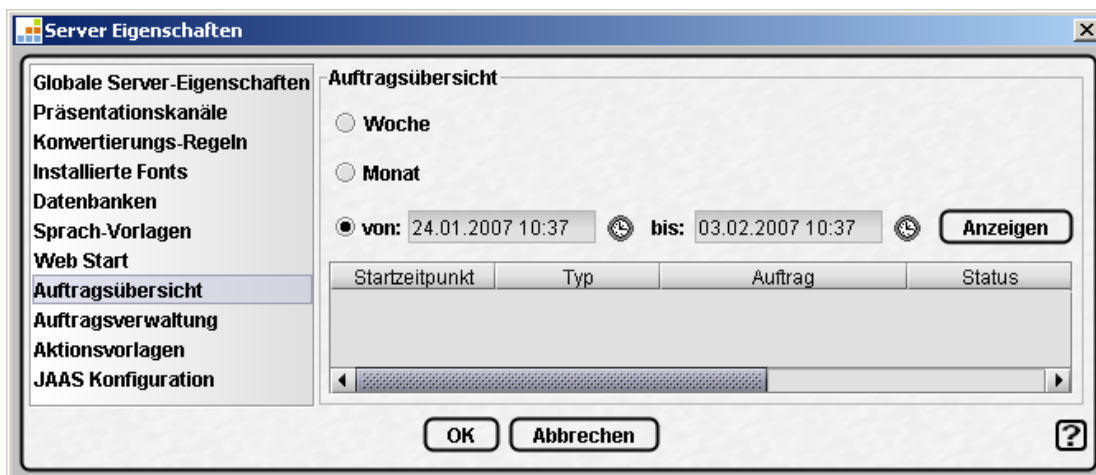 Server Eigenschaften
Globale Server-Eigenschaften
Präsentationskanäle
Konvertierungs-Regeln
Installierte Fonts
Datenbanken
Sprach-Vorlagen
Web Start
Auftragsübersicht
Auftragsverwaltung
Aktionsvorlagen
JAAS Konfiguration
Auftragsübersicht
Woche
Monat
von: 24.01.2007 10:37 bis: 03.02.2007 10:37 Anzeigen
Startzeitpunkt Typ Auftrag Status
OK Abbrechen ?